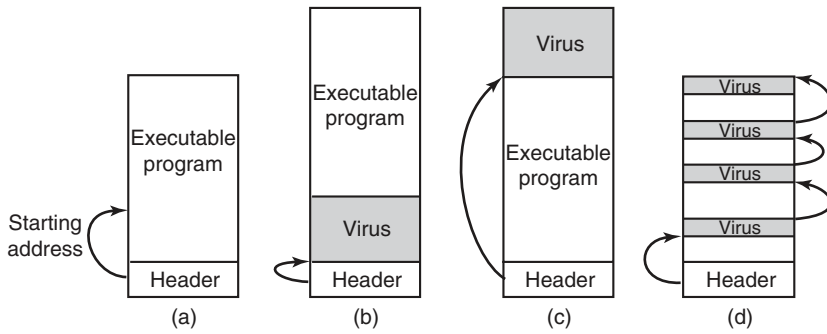 Executable
program
Starting
address
Header
(a)
Executable
program
Virus
Header
(b)
Virus
Executable
program
Header
(c)
Virus
Virus
Virus
Virus
Header
(d)